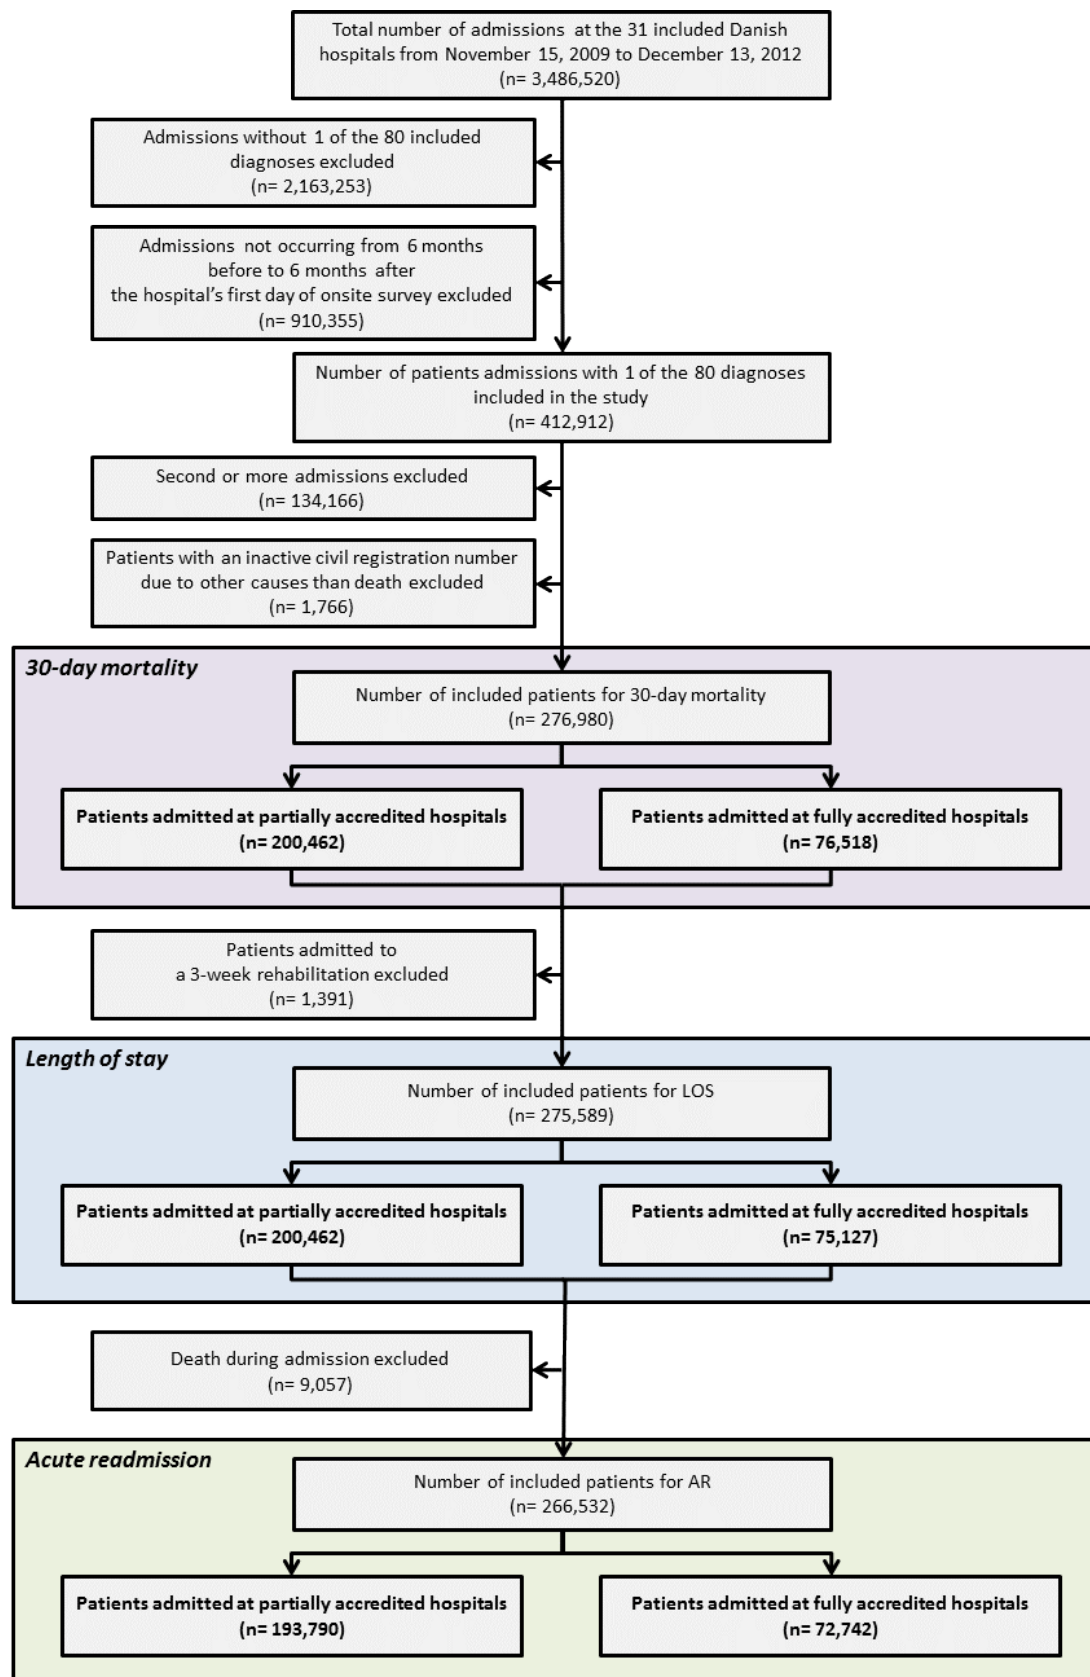 Total number of admissions at the 31 included Danish
hospitals from November 15, 2009 to December 13, 2012
(n= 3,486,520)
Admissions without 1 of the 80 included
diagnoses excluded
(n= 2,163,253)
Admissions not occurring from 6 months
before to 6 months after
the hospital's first day of onsite survey excluded
(n= 910,355)
Number of patients admissions with 1 of the 80 diagnoses
included in the study
(n= 412,912)
Second or more admissions excluded
(n= 134,166)
Patients with an inactive civil registration number
due to other causes than death excluded
(n= 1,766)
30-day mortality
Number of included patients for 30-day mortality
(n= 276,980)
Patients admitted at partially accredited hospitals
(n= 200,462)
Patients admitted at fully accredited hospitals
(n= 76,518)
Patients admitted to
a 3-week rehabilitation excluded
(n= 1,391)
Length of stay
Number of included patients for LOS
(n= 275,589)
Patients admitted at partially accredited hospitals
(n= 200,462)
Patients admitted at fully accredited hospitals
(n= 75,127)
Death during admission excluded
(n= 9,057)
Acute readmission
Number of included patients for AR
(n= 266,532)
Patients admitted at partially accredited hospitals
(n= 193,790)
Patients admitted at fully accredited hospitals
(n= 72,742)